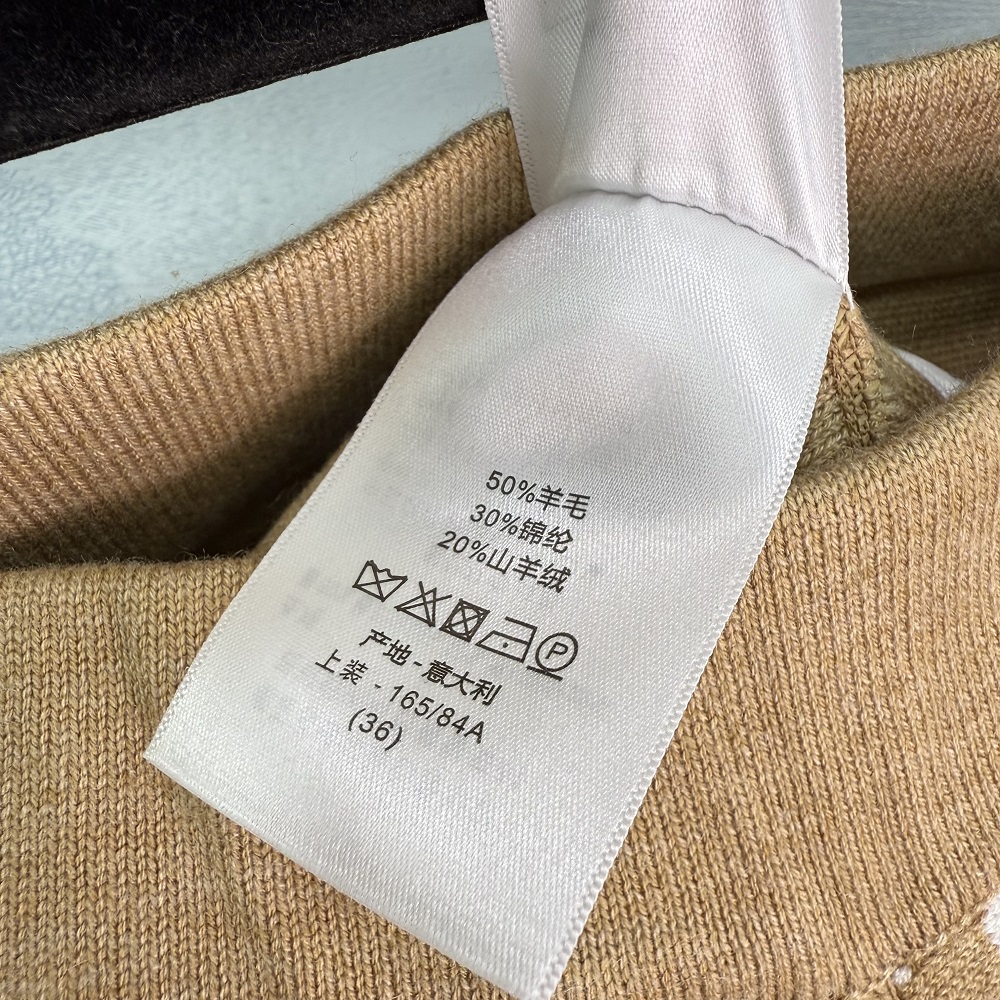 50%羊毛
30%锦纶
20%山羊绒
P
产地-意大利
上装 - 165/84A
(36)